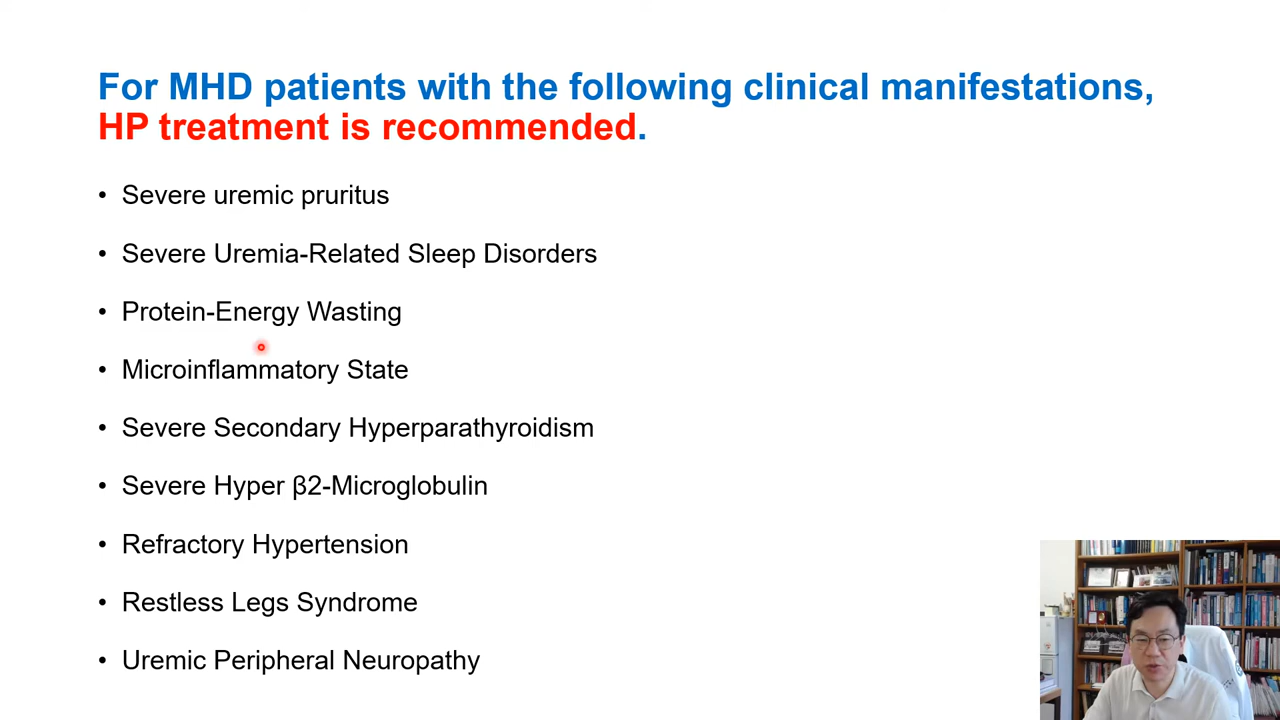 For MHD patients with the following clinical manifestations,
HP treatment is recommended.
• Severe uremic pruritus
• Severe Uremia-Related Sleep Disorders
• Protein-Energy Wasting
• Microinflammatory State
• Severe Secondary Hyperparathyroidism
• Severe Hyper β2-Microglobulin
• Refractory Hypertension
• Restless Legs Syndrome
• Uremic Peripheral Neuropathy